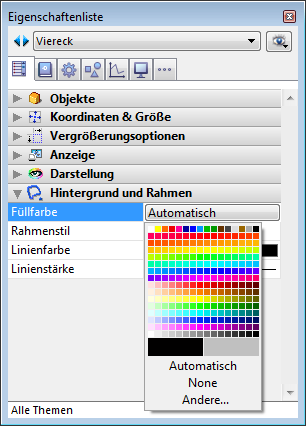 Eigenschaftenliste
Viereck
Objekte
Koordinaten & Größe
Vergrößerungsoptionen
Anzeige
Darstellung
Hintergrund und Rahmen
Füllfarbe
Automatisch
Rahmenstil
Linienfarbe
Linienstärke
Automatisch
None
Andere...
Alle Themen